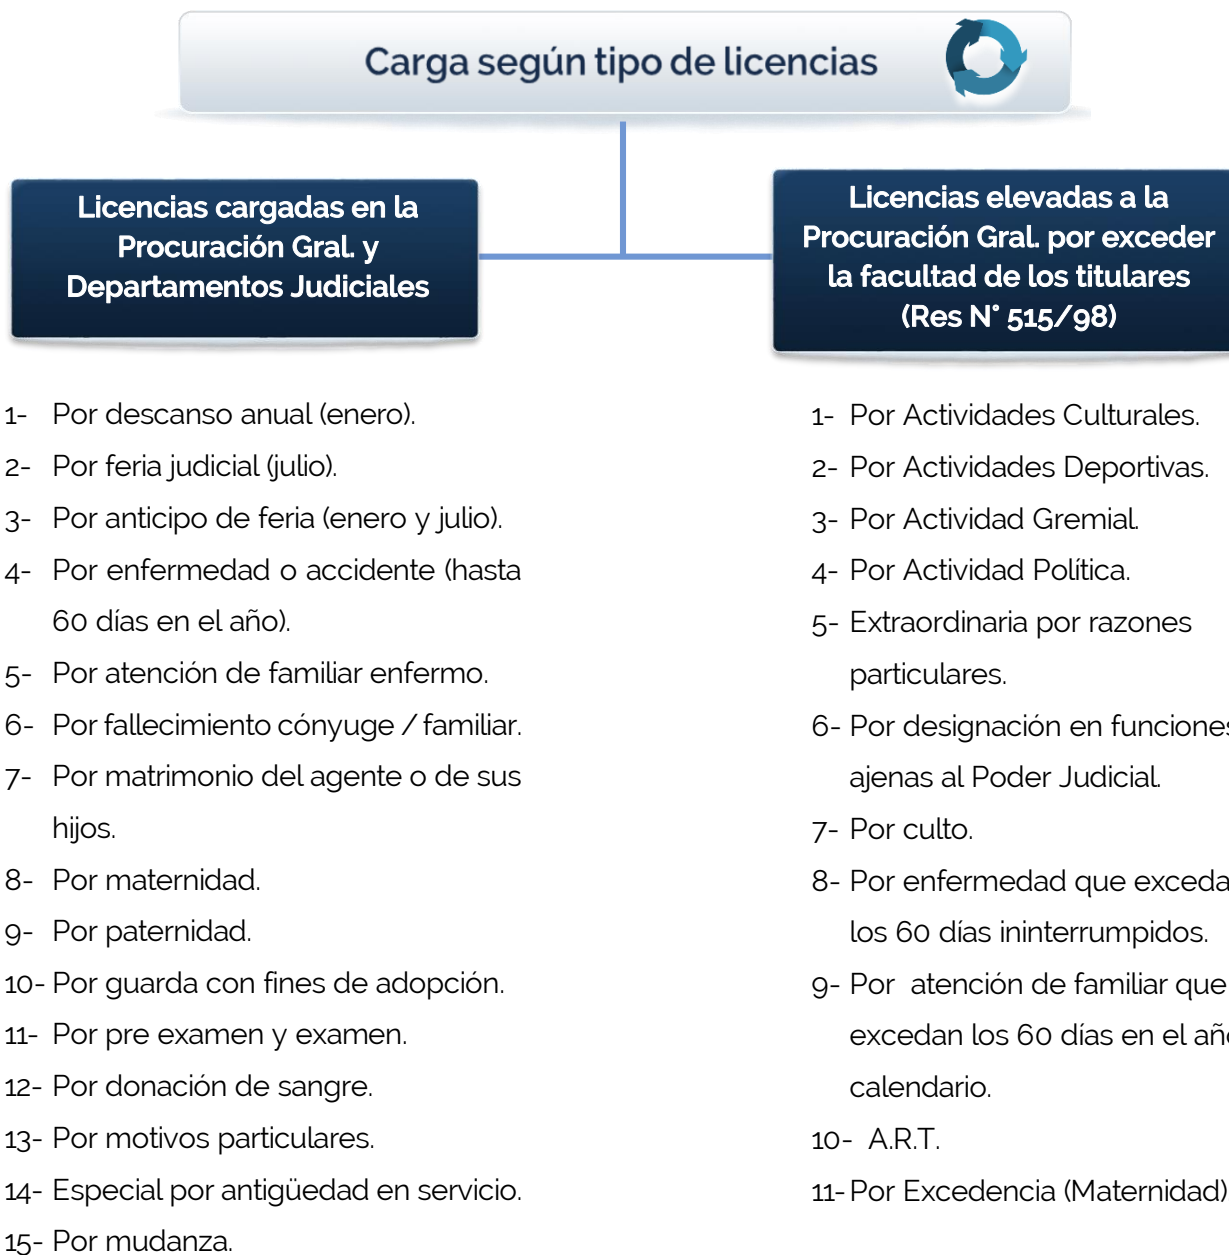 Carga según tipo de licencias
Licencias cargadas en la
Procuración Gral. y
Departamentos Judiciales
1- Por descanso anual (enero).
2- Por feria judicial (julio).
3- Por anticipo de feria (enero y julio).
4- Por enfermedad o accidente (hasta
60 días en el año).
5- Por atención de familiar enfermo.
6- Por fallecimiento cónyuge / familiar.
7- Por matrimonio del agente o de sus
hijos.
8- Por maternidad.
9- Por paternidad.
10- Por guarda con fines de adopción.
11- Por pre examen y examen.
12- Por donación de sangre.
13- Por motivos particulares.
14- Especial por antigüedad en servicio.
15- Por mudanza.
Licencias elevadas a la
Procuración Gral. por exceder
la facultad de los titulares
(Res N° 515/98)
1- Por Actividades Culturales.
2- Por Actividades Deportivas.
3- Por Actividad Gremial.
4- Por Actividad Política.
5- Extraordinaria por razones
particulares.
6- Por designación en funciones
ajenas al Poder Judicial.
7- Por culto.
8- Por enfermedad que exceda
los 60 días ininterrumpidos.
9- Por atención de familiar que
excedan los 60 días en el año
calendario.
10- A.R.T.
11- Por Excedencia (Maternidad)